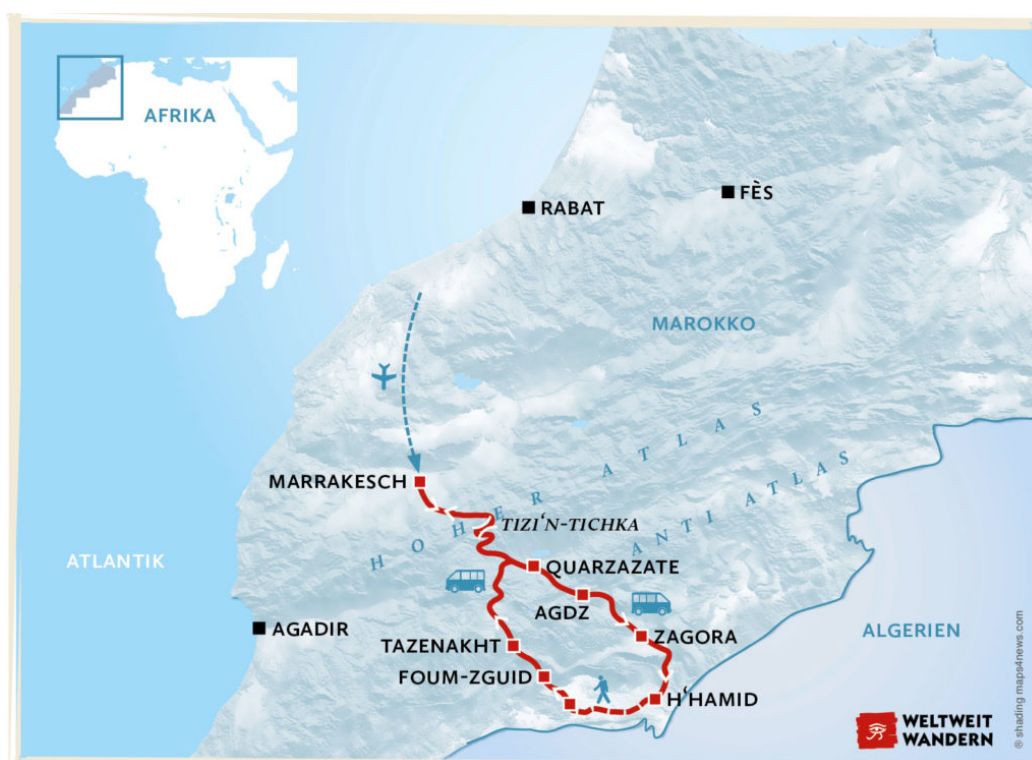 AFRIKA
RABAT
FÈS
MAROKKO
MARRAKESCH
HOHER ATLAS
TIZI'N-TICHKA
ANTI ATLAS
ATLANTIK
QUARZAZATE
AGDZ
AGADIR
ZAGORA
ALGERIEN
TAZENAKHT
FOUM-ZGUID
H'HAMID
WELTWEIT
WANDERN
® shading maps4news.com